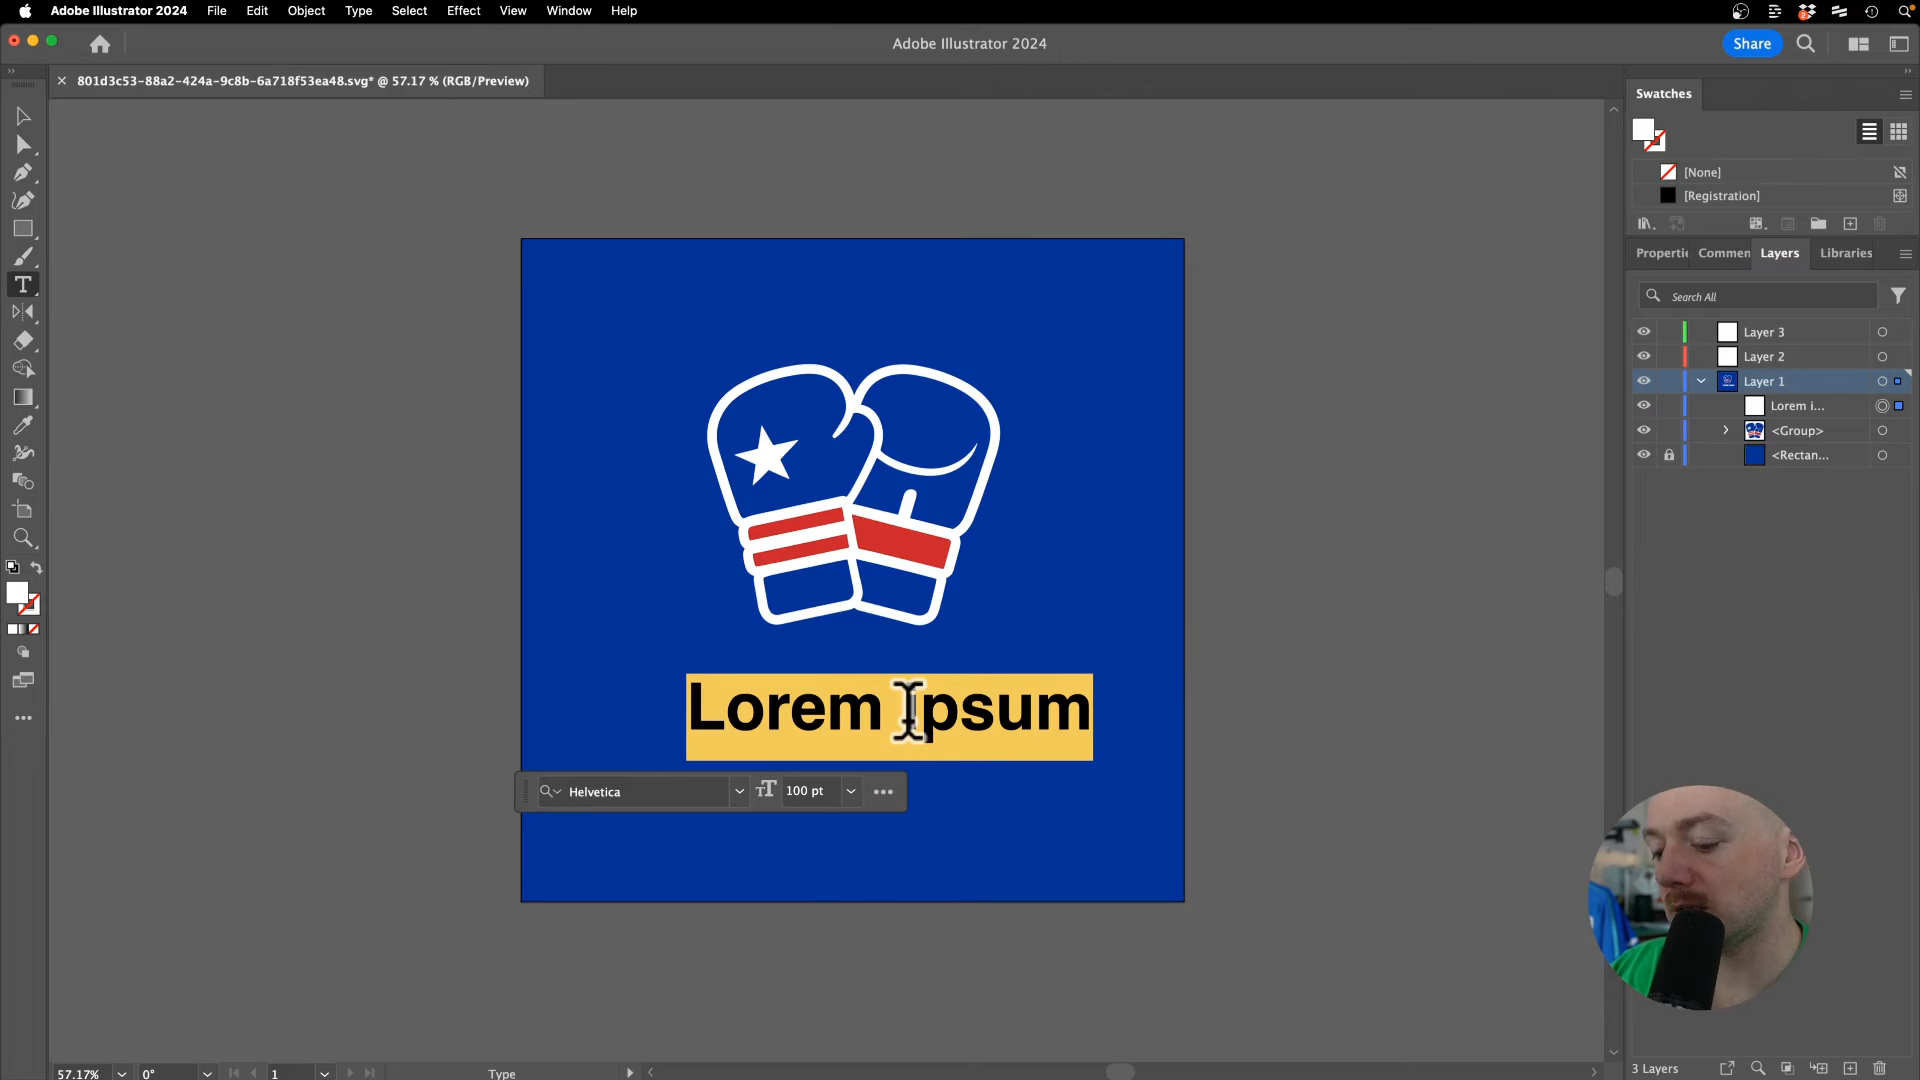 Adobe Illustrator 2024 File Edit Object Type Select Effect View Window Help
Adobe Illustrator 2024
Share
801d3c53-88a2-424a-9c8b-6a718f53ea48.svg* @ 57.17 % (RGB/Preview)
Swatches
[None]
[Registration]
Properti Commen Layers Libraries
Search All
Layer 3
Layer 2
Layer 1
Lorem i...
<Group>
<Rectan...
Lorem ipsum
Helvetica 100 pt
57.17% 0° 1 Type
3 Layers